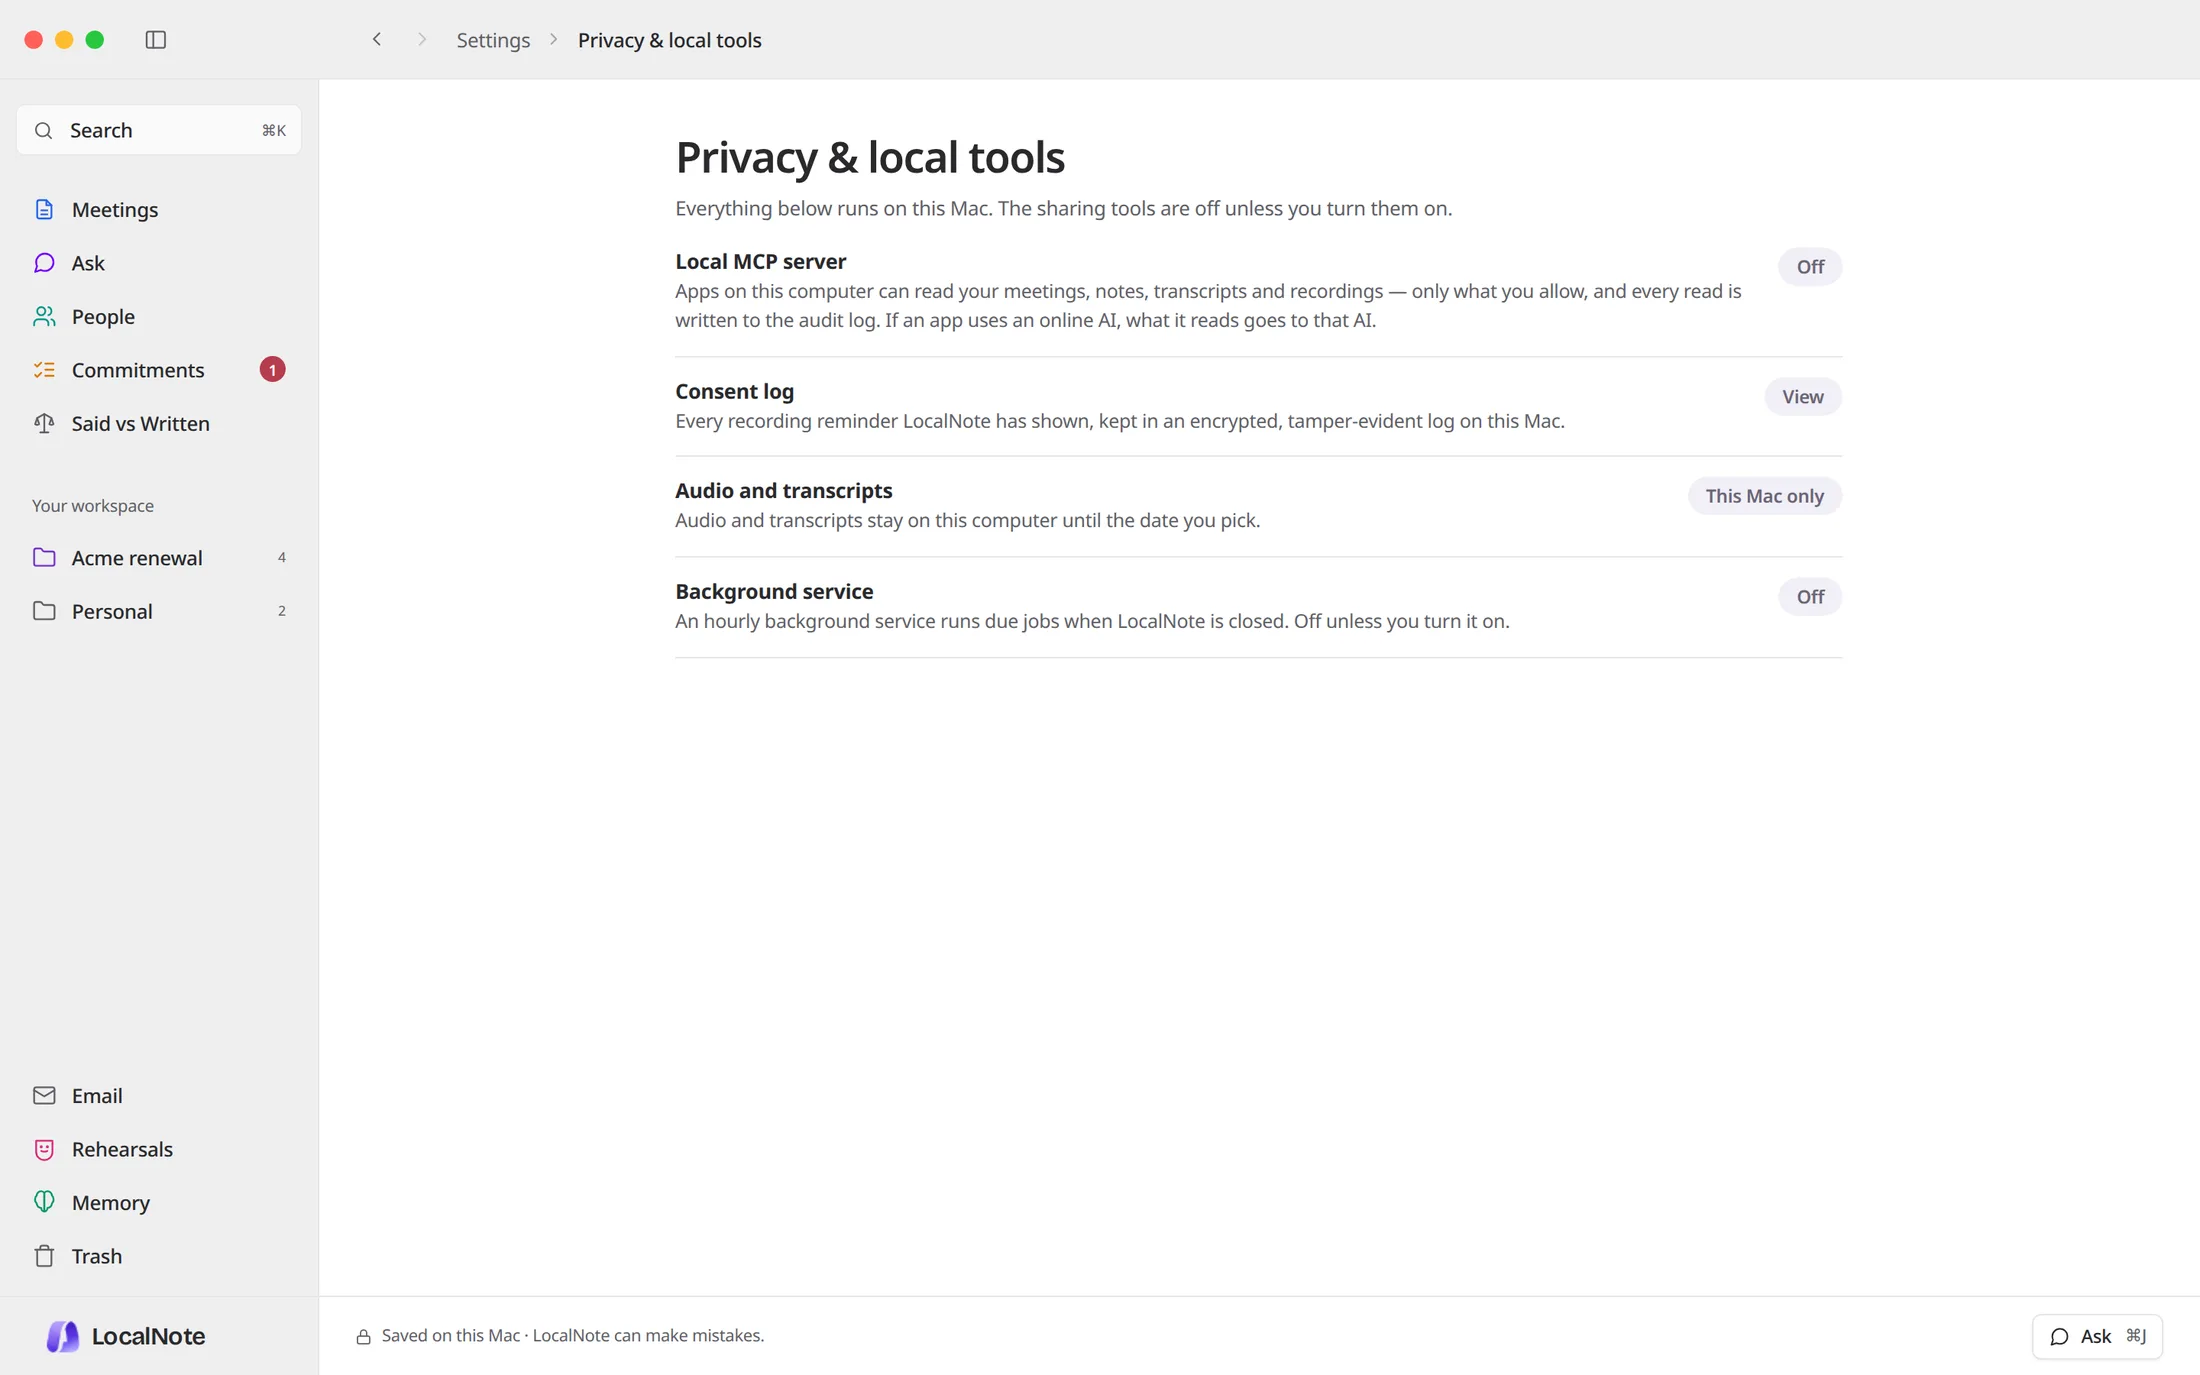 Settings > Privacy & local tools
Search ⌘K
Meetings
Ask
People
Commitments 1
Said vs Written
Your workspace
Acme renewal 4
Personal 2
Email
Rehearsals
Memory
Trash
LocalNote
Privacy & local tools
Everything below runs on this Mac. The sharing tools are off unless you turn them on.
Local MCP server
Off
Apps on this computer can read your meetings, notes, transcripts and recordings — only what you allow, and every read is
written to the audit log. If an app uses an online AI, what it reads goes to that AI.
Consent log
View
Every recording reminder LocalNote has shown, kept in an encrypted, tamper-evident log on this Mac.
Audio and transcripts
This Mac only
Audio and transcripts stay on this computer until the date you pick.
Background service
Off
An hourly background service runs due jobs when LocalNote is closed. Off unless you turn it on.
Saved on this Mac · LocalNote can make mistakes.
Ask ⌘J